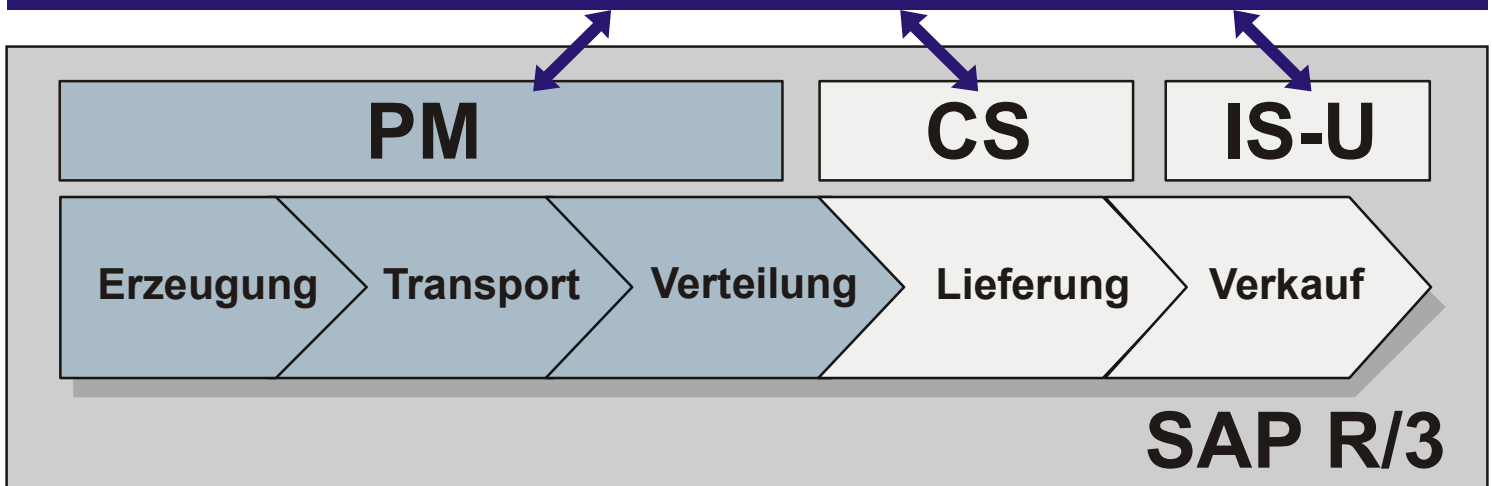 PM CS IS-U
Erzeugung Transport Verteilung Lieferung Verkauf
SAP R/3